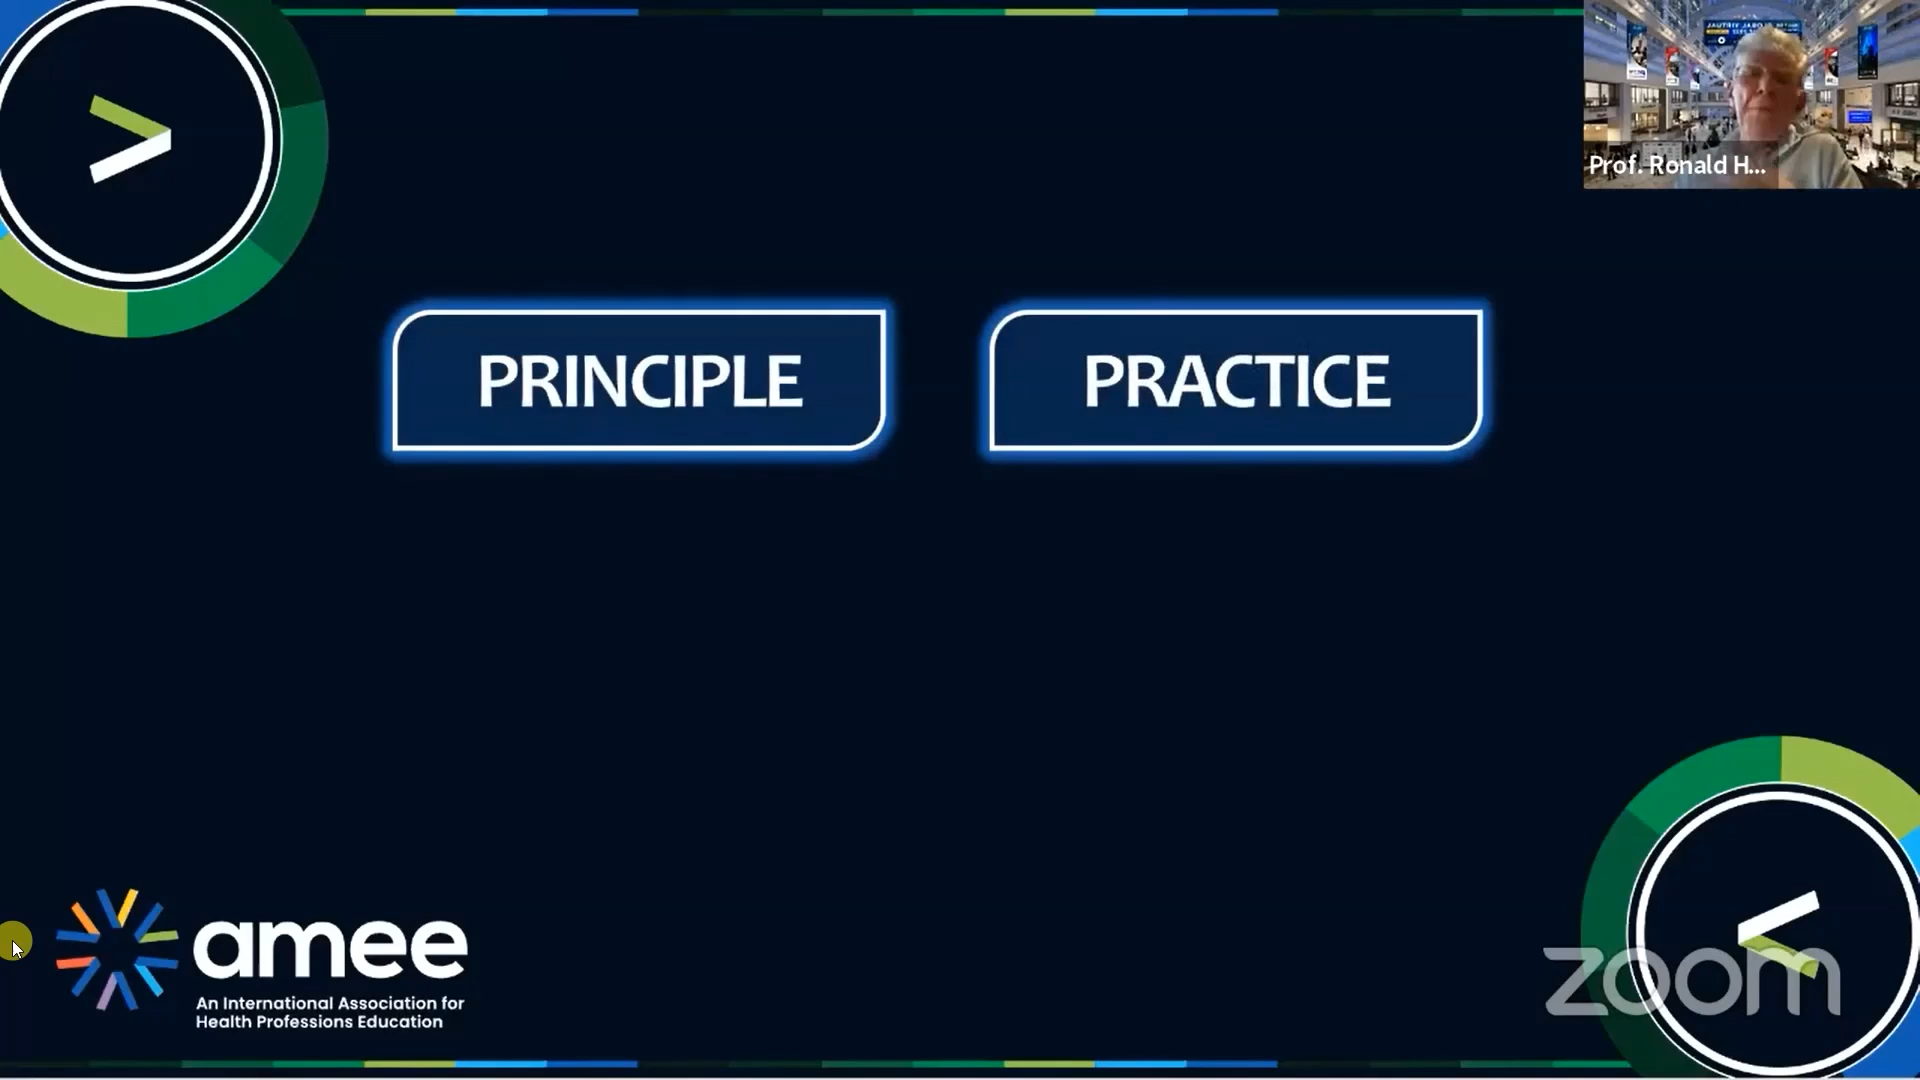 Prof. Ronald H...
PRINCIPLE
PRACTICE
amee
An International Association for
Health Professions Education
zoom